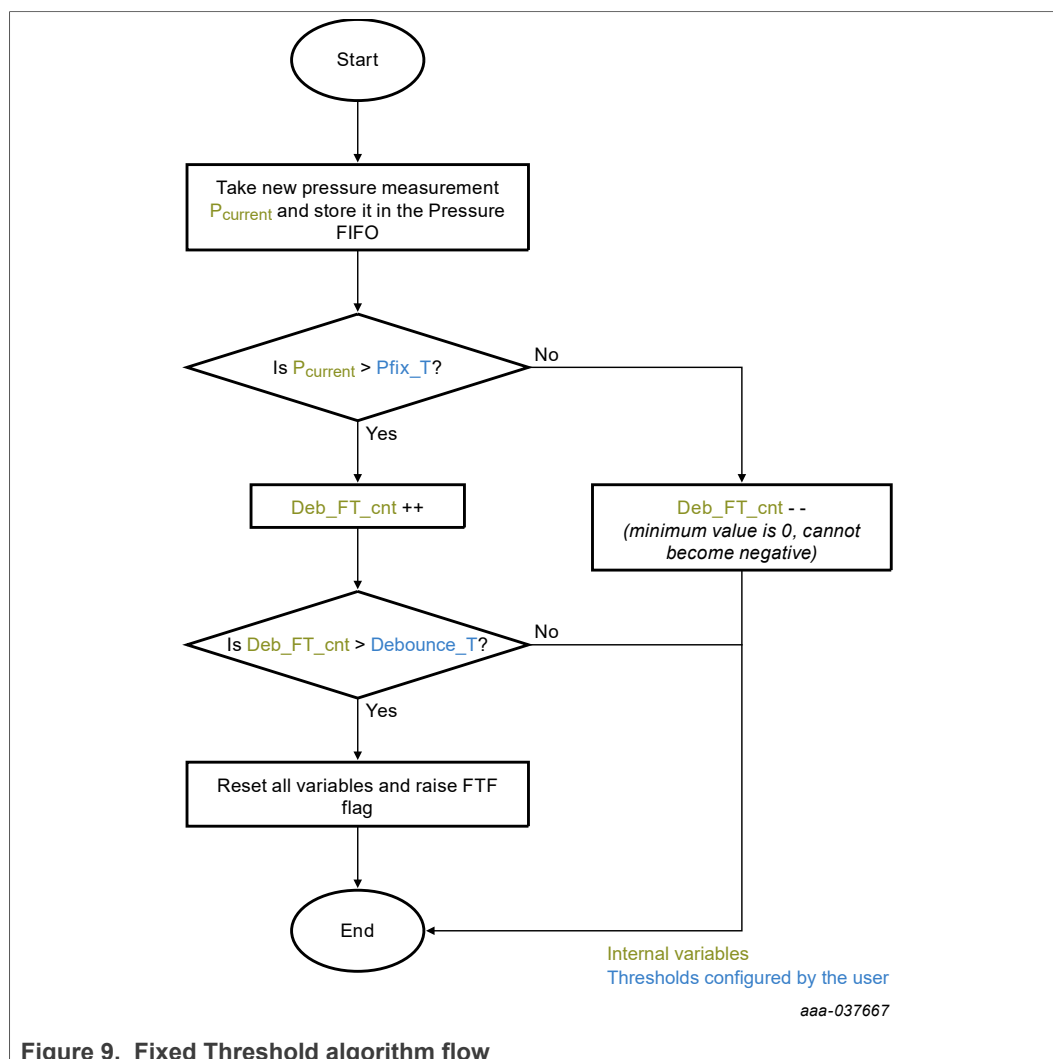 Start
Take new pressure measurement
Pcurrent and store it in the Pressure
FIFO
Is Pcurrent > Pfix_T?
No
Yes
Deb_FT_cnt ++
Deb_FT_cnt - -
(minimum value is 0, cannot
become negative)
Is Deb_FT_cnt > Debounce_T?
No
Yes
Reset all variables and raise FTF
flag
End
Internal variables
Thresholds configured by the user
aaa-037667
Figure 9. Fixed Threshold algorithm flow